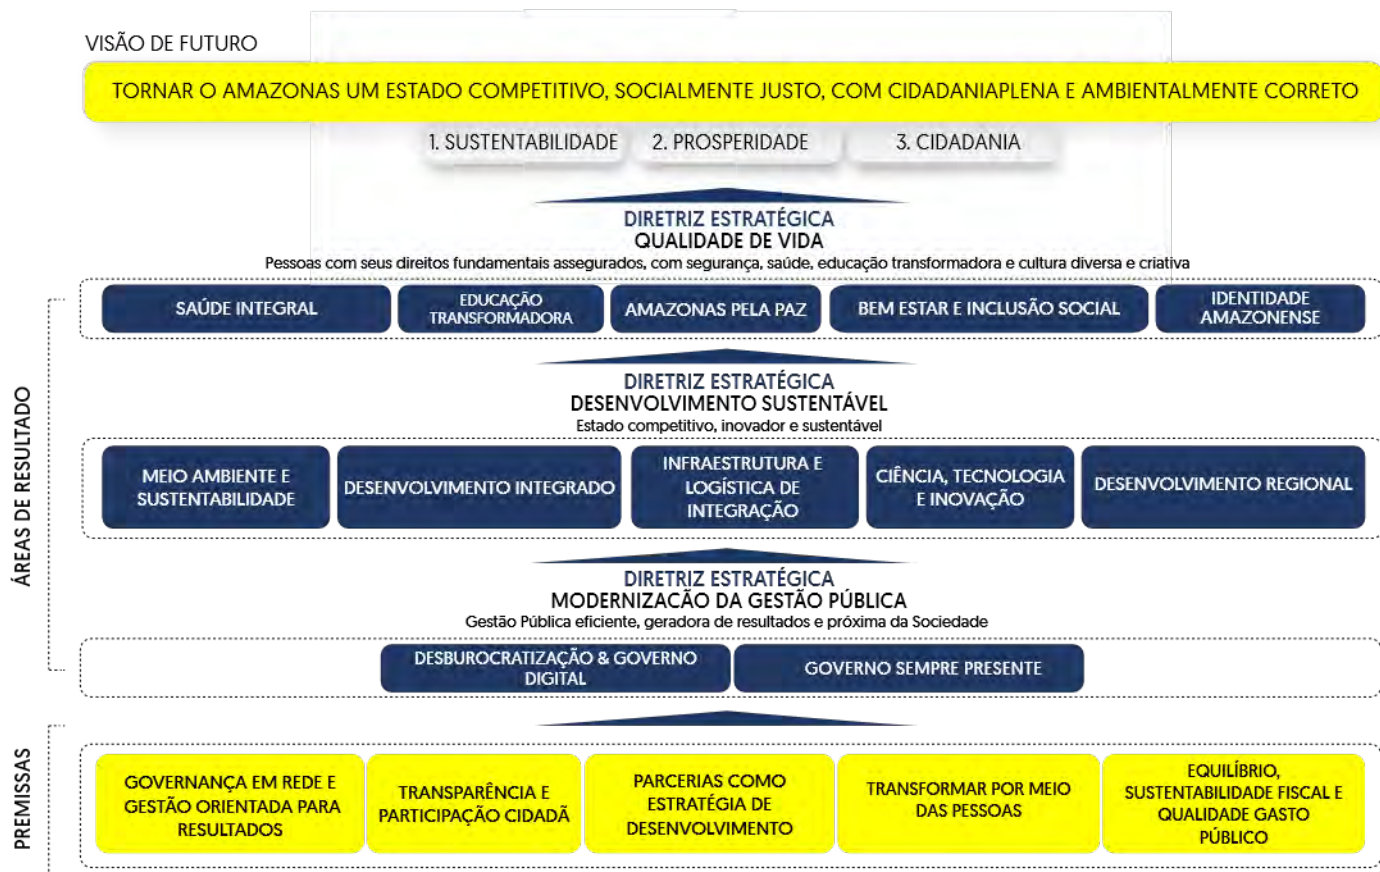 VISÃO DE FUTURO
TORNAR O AMAZONAS UM ESTADO COMPETITIVO, SOCIALMENTE JUSTO, COM CIDADANIAPLENA E AMBIENTALMENTE CORRETO
1. SUSTENTABILIDADE
2. PROSPERIDADE
3. CIDADANIA
DIRETRIZ ESTRATÉGICA
QUALIDADE DE VIDA
Pessoas com seus direitos fundamentais assegurados, com segurança, saúde, educação transformadora e cultura diversa e criativa
ÁREAS DE RESULTADO
SAÚDE INTEGRAL
EDUCAÇÃO
TRANSFORMADORA
AMAZONAS PELA PAZ
BEM ESTAR E INCLUSÃO SOCIAL
IDENTIDADE
AMAZONENSE
DIRETRIZ ESTRATÉGICA
DESENVOLVIMENTO SUSTENTÁVEL
Estado competitivo, inovador e sustentável
MEIO AMBIENTE E
SUSTENTABILIDADE
DESENVOLVIMENTO INTEGRADO
INFRAESTRUTURA E
LOGÍSTICA DE
INTEGRAÇÃO
CIÊNCIA, TECNOLOGIA
E INOVAÇÃO
DESENVOLVIMENTO REGIONAL
DIRETRIZ ESTRATÉGICA
MODERNIZACÃO DA GESTÃO PÚBLICA
Gestão Pública eficiente, geradora de resultados e próxima da Sociedade
DESBUROCRATIZAÇÃO & GOVERNO
DIGITAL
GOVERNO SEMPRE PRESENTE
PREMISSAS
GOVERNANÇA EM REDE E
GESTÃO ORIENTADA PARA
RESULTADOS
TRANSPARÊNCIA E
PARTICIPAÇÃO CIDADÃ
PARCERIAS COMO
ESTRATÉGIA DE
DESENVOLVIMENTO
TRANSFORMAR POR MEIO
DAS PESSOAS
EQUILÍBRIO,
SUSTENTABILIDADE FISCAL E
QUALIDADE GASTO
PÚBLICO